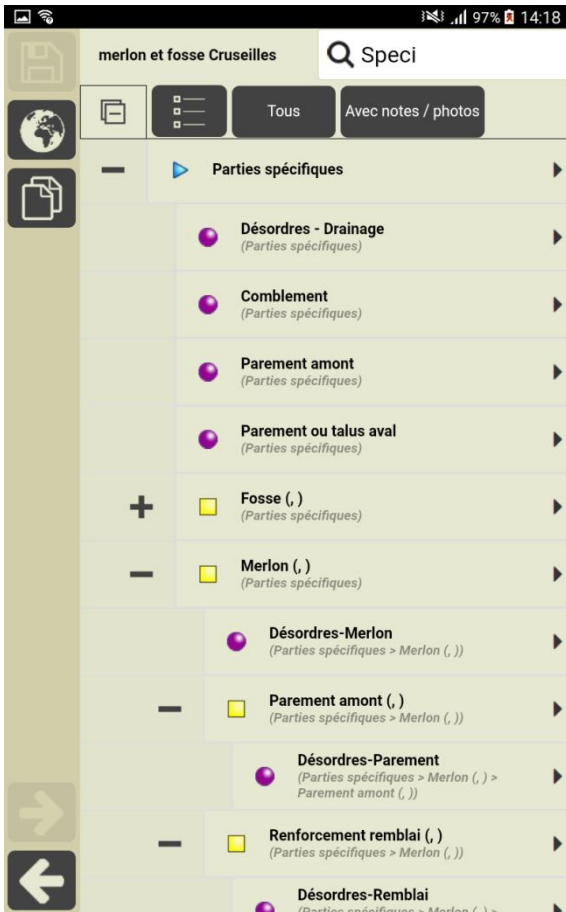 97% 14:18
merlon et fosse Cruseilles
Speci
Tous
Avec notes / photos
Parties spécifiques
Désordres - Drainage
(Parties spécifiques)
Comblement
(Parties spécifiques)
Parement amont
(Parties spécifiques)
Parement ou talus aval
(Parties spécifiques)
Fosse (, )
(Parties spécifiques)
Merlon (, )
(Parties spécifiques)
Désordres-Merlon
(Parties spécifiques > Merlon (, ))
Parement amont (, )
(Parties spécifiques > Merlon (, ))
Désordres-Parement
(Parties spécifiques > Merlon (, ) >
Parement amont (, ))
Renforcement remblai (, )
(Parties spécifiques > Merlon (, ))
Désordres-Remblai
(Parties spécifiques > Merlon (, ) >